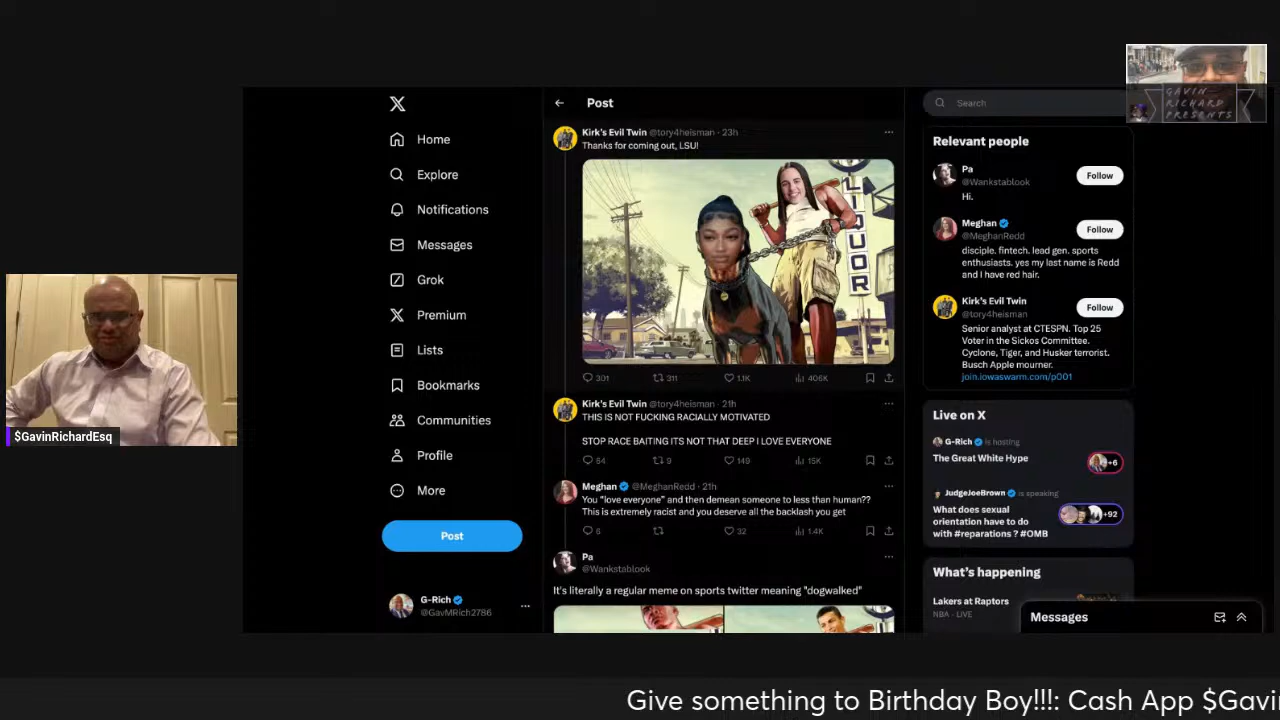 Home
Explore
Notifications
Messages
Grok
Premium
Lists
Bookmarks
Communities
Profile
More
Post
G-Rich
@GavMRich2786
Post
Kirk's Evil Twin @tory4heisman · 23h
Thanks for coming out, LSU!
LIQUOR
301 311 1.1K 406K
Kirk's Evil Twin @tory4heisman · 21h
THIS IS NOT FUCKING RACIALLY MOTIVATED
STOP RACE BAITING ITS NOT THAT DEEP I LOVE EVERYONE
64 9 149 15K
Meghan @MeghanRedd · 21h
You "love everyone" and then demean someone to less than human??
This is extremely racist and you deserve all the backlash you get
6 32 1.4K
Pa
@Wankstablook
It's literally a regular meme on sports twitter meaning "dogwalked"
Search
GAVIN
RICHARD
PRESENTS
Relevant people
Pa
@Wankstablook
Follow
Hi.
Meghan
@MeghanRedd
Follow
disciple. fintech. lead gen. sports
enthusiasts. yes my last name is Redd
and I have red hair.
Kirk's Evil Twin
@tory4heisman
Follow
Senior analyst at CTESPN. Top 25
Voter in the Sickos Committee.
Cyclone, Tiger, and Husker terrorist.
Busch Apple mourner.
join.iowaswarm.com/p001
Live on X
G-Rich is hosting
The Great White Hype
+6
JudgeJoeBrown is speaking
What does sexual
orientation have to do
with #reparations ? #OMB
+92
What's happening
Lakers at Raptors
NBA · LIVE
Messages
$GavinRichardEsq
Give something to Birthday Boy!!!: Cash App $Gavi